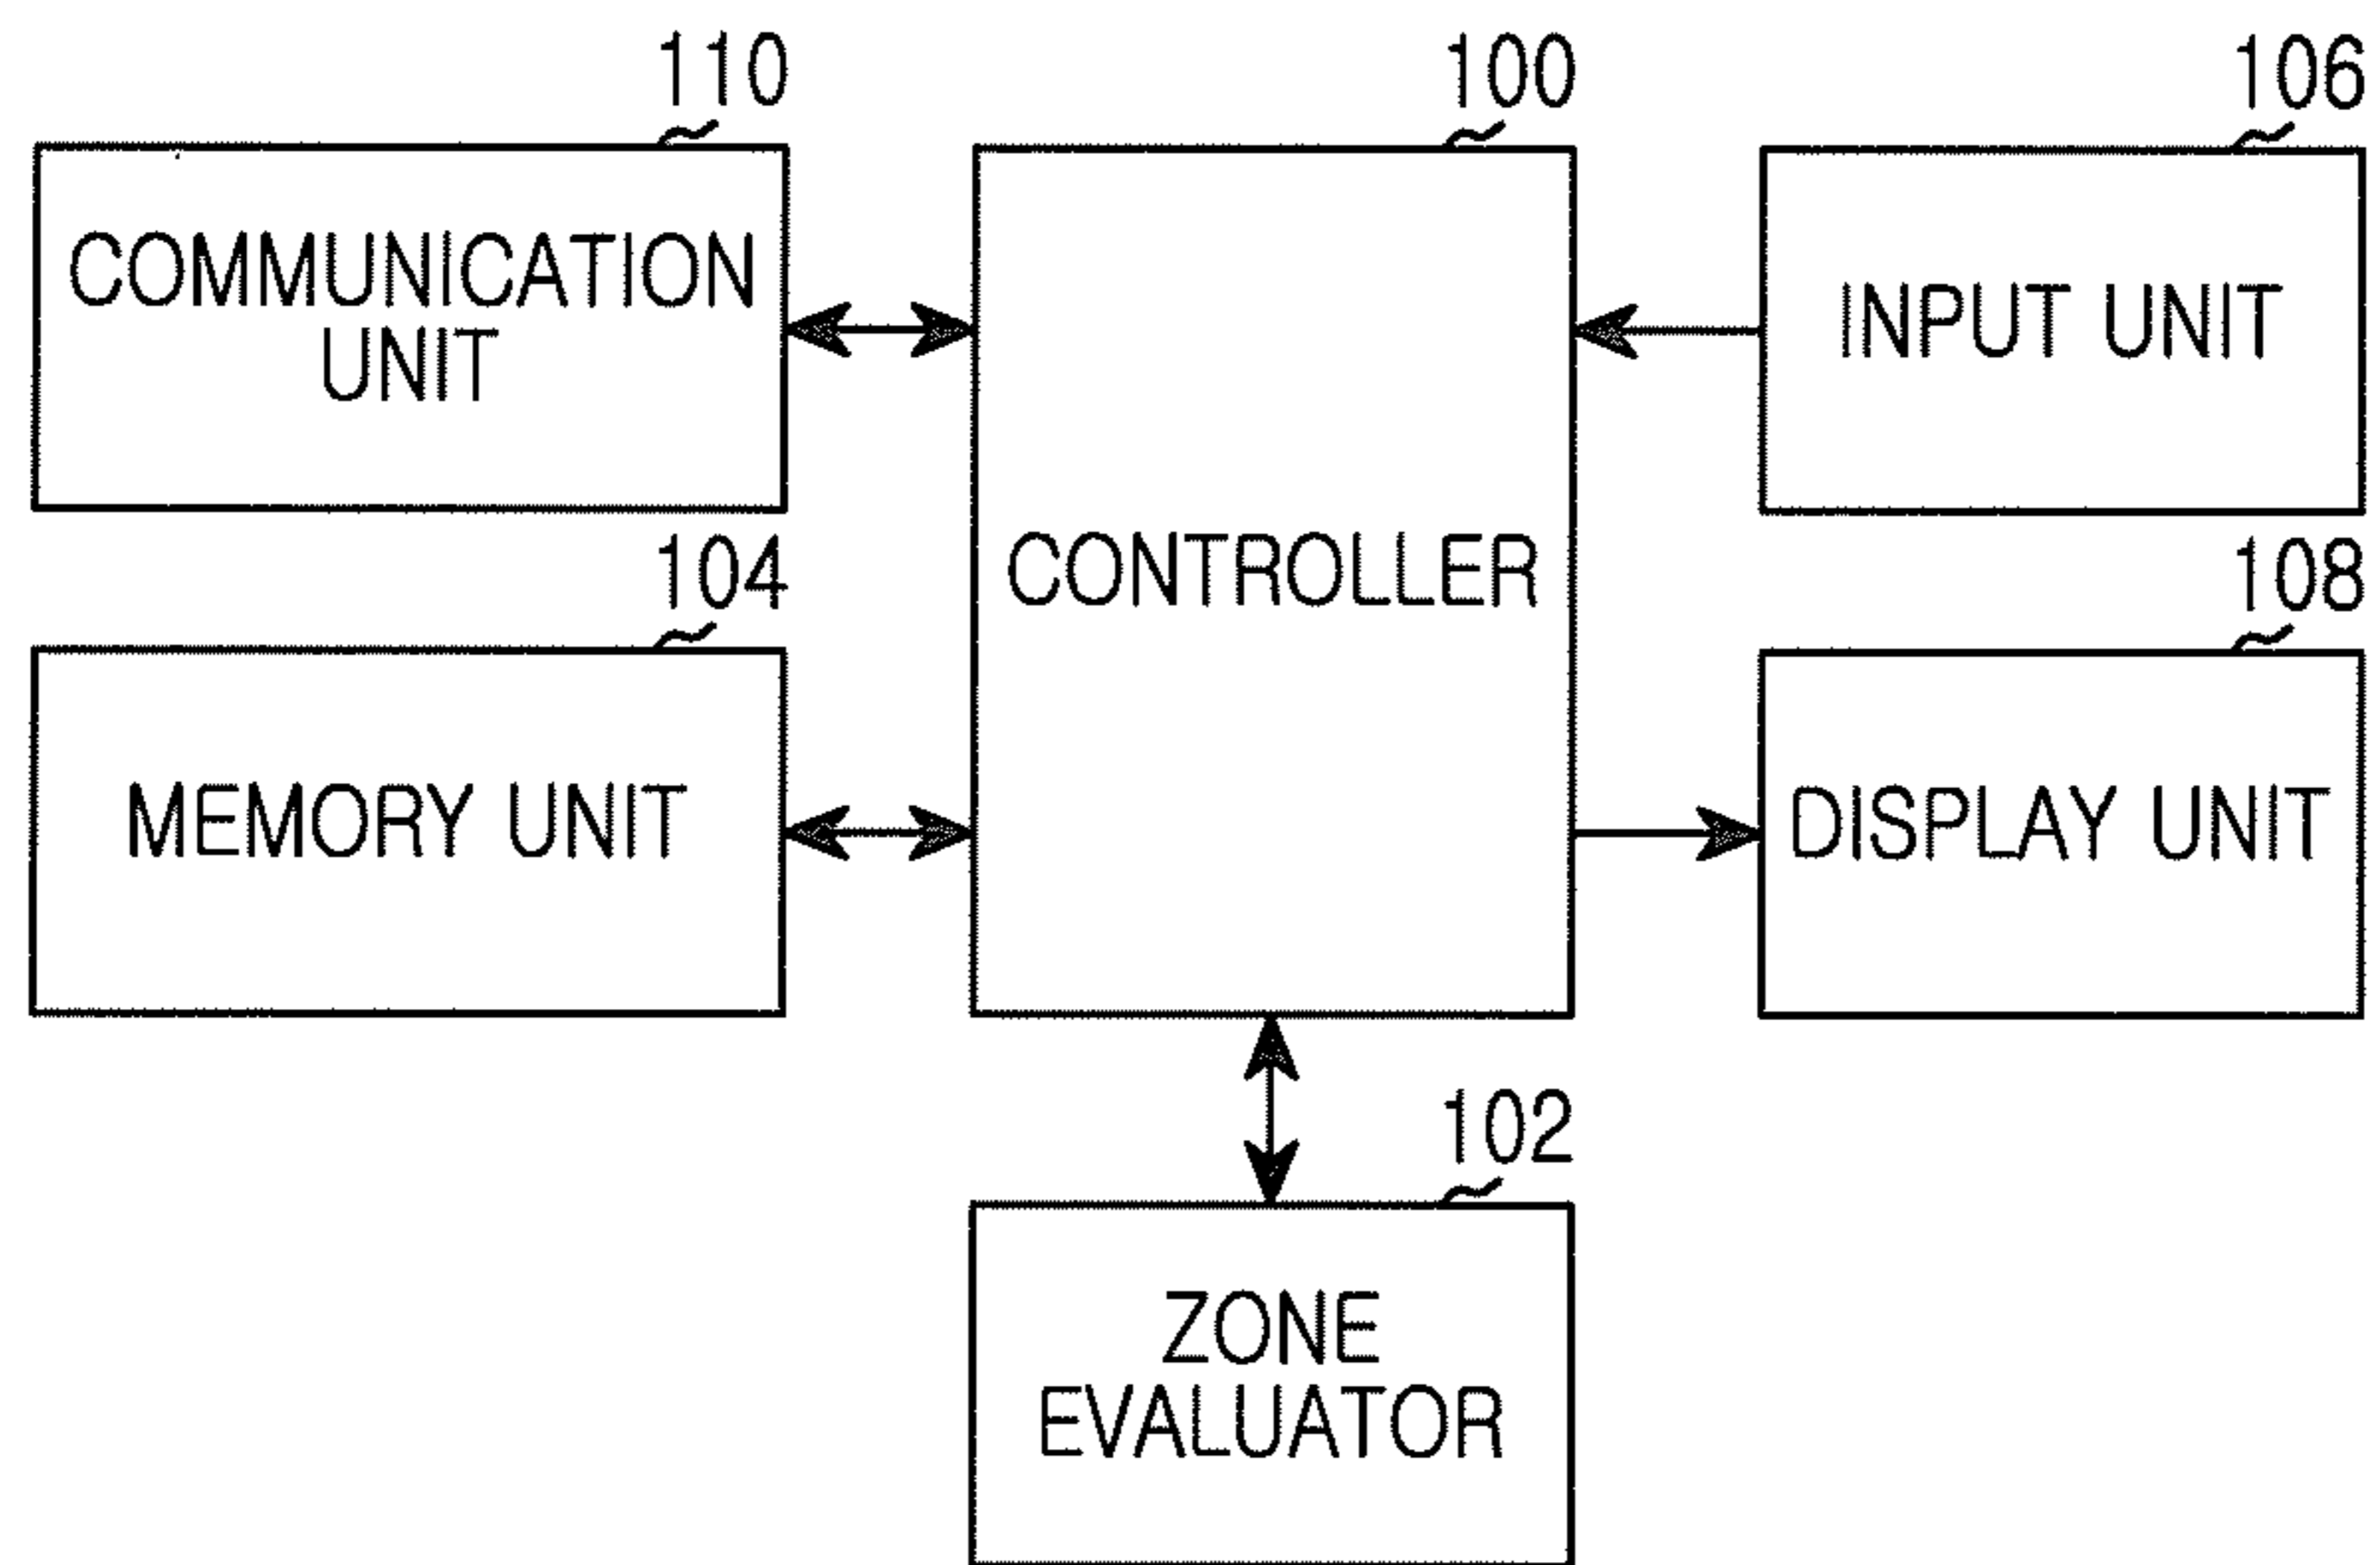 110
COMMUNICATION
UNIT
100
CONTROLLER
106
INPUT UNIT
104
MEMORY UNIT
108
DISPLAY UNIT
102
ZONE
EVALUATOR